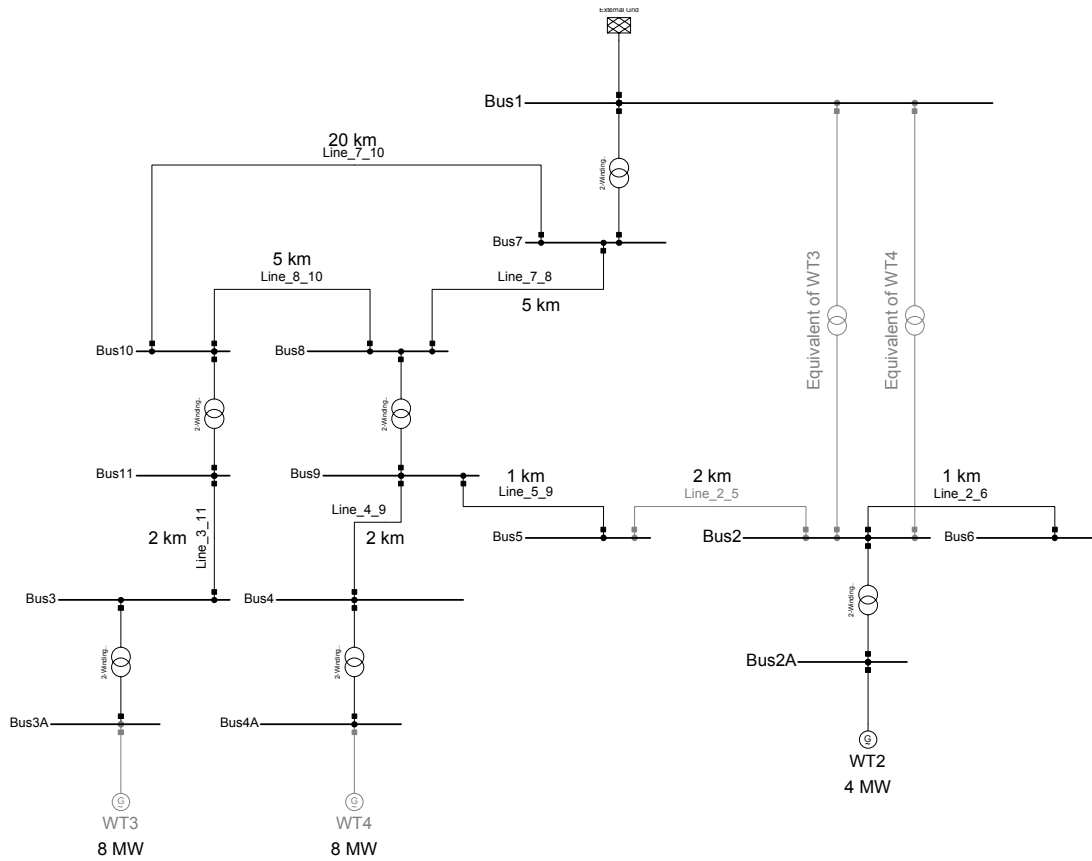 External Grid
Bus1
20 km
Line_7_10
2-Winding..
Bus7
5 km
Line_8_10
Line_7_8
5 km
Equivalent of WT3
Equivalent of WT4
Bus10
Bus8
2-Winding..
2-Winding..
Bus11
Bus9
1 km
Line_5_9
2 km
Line_2_5
1 km
Line_2_6
Line_4_9
2 km
Line_3_11
2 km
Bus5
Bus2
Bus6
Bus3
Bus4
2-Winding..
2-Winding..
2-Winding..
Bus2A
Bus3A
Bus4A
G
WT2
4 MW
G
WT3
8 MW
G
WT4
8 MW